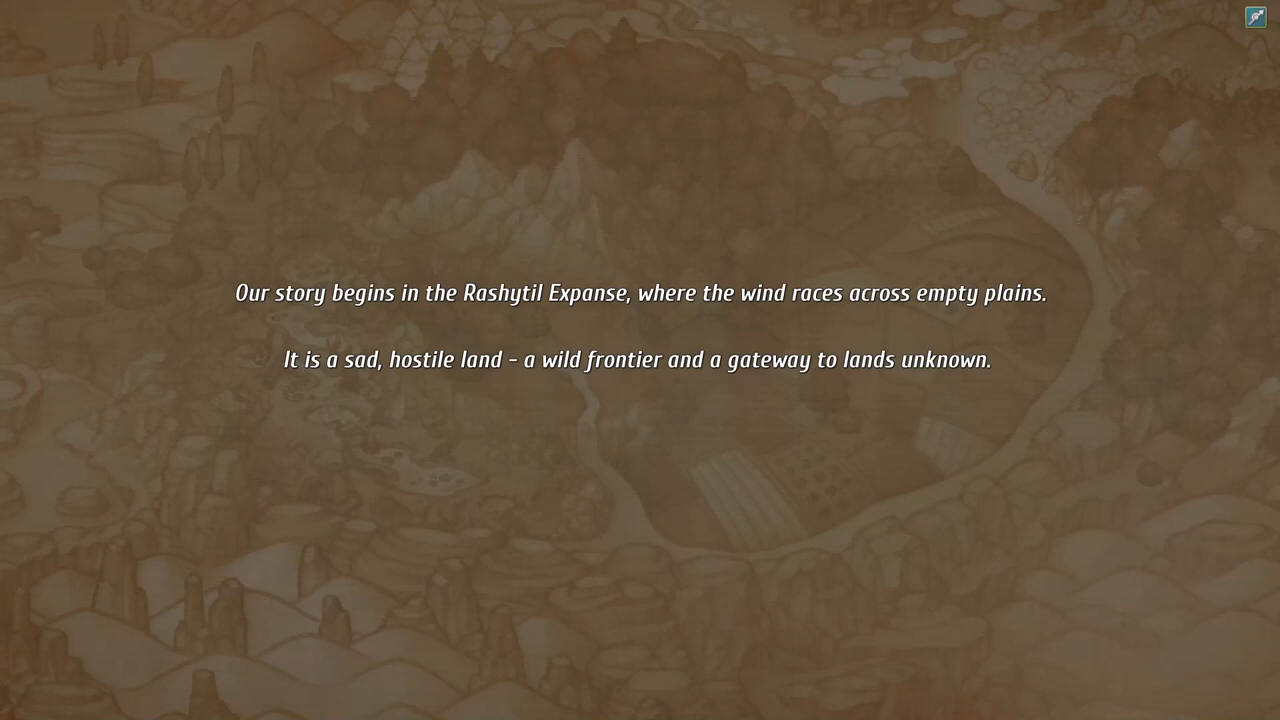 Our story begins in the Rashytil Expanse, where the wind races across empty plains.
It is a sad, hostile land - a wild frontier and a gateway to lands unknown.